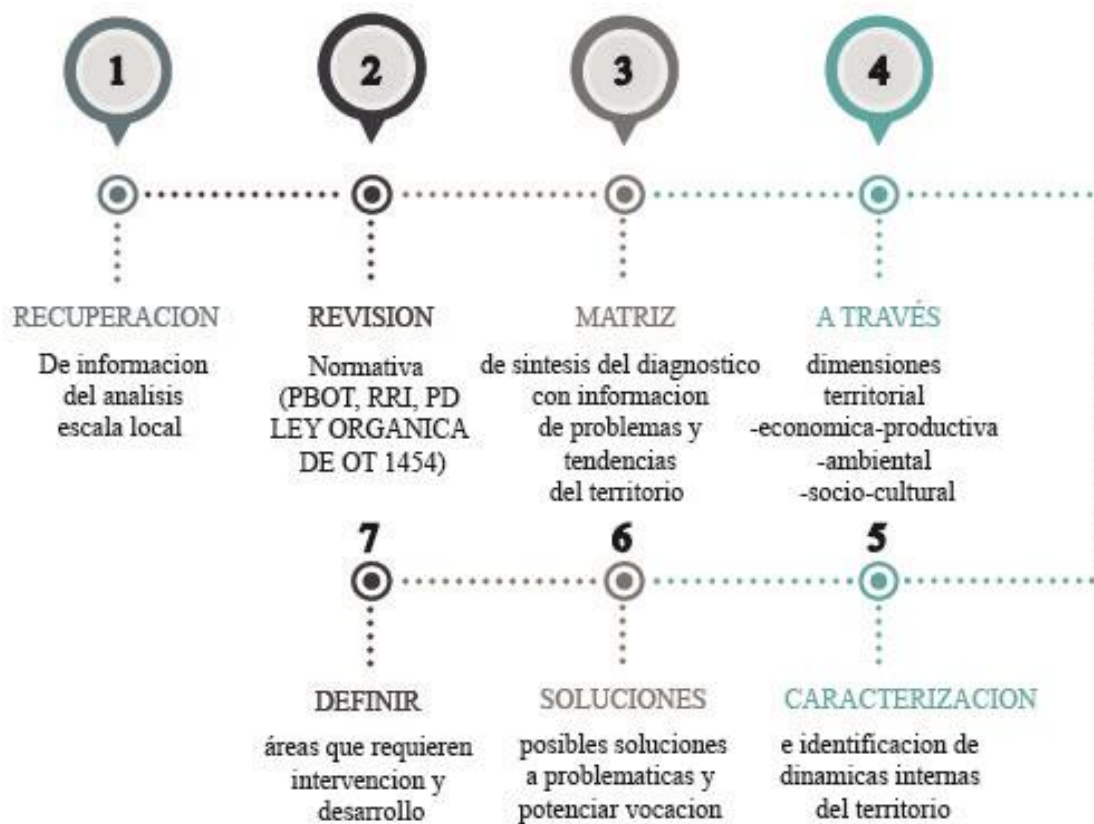 1
RECUPERACION
De informacion
del analisis
escala local
2
REVISION
Normativa
(PBOT, RRI, PD
LEY ORGANICA
DE OT 1454)
3
MATRIZ
de sintesis del diagnostico
con informacion
de problemas y
tendencias
del territorio
4
A TRAVÉS
dimensiones
territorial
-economica-productiva
-ambiental
-socio-cultural
5
CARACTERIZACION
e identificacion de
dinamicas internas
del territorio
6
SOLUCIONES
posibles soluciones
a problematicas y
potenciar vocacion
7
DEFINIR
áreas que requieren
intervencion y
desarrollo